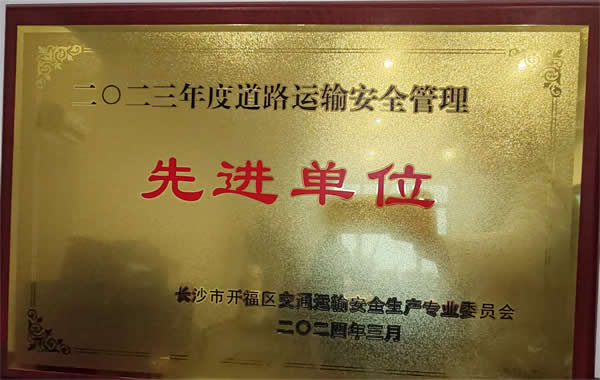 二〇二三年度道路运输安全管理
先进单位
长沙市开福区交通运输安全生产专业委员会
二〇二四年三月